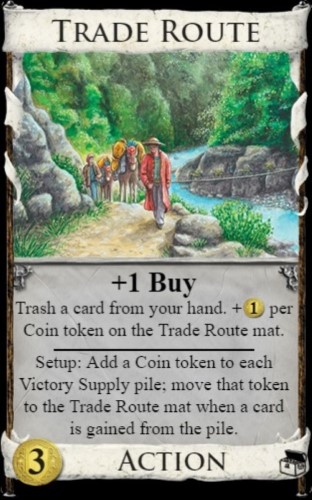 TRADE ROUTE
+1 Buy
Trash a card from your hand. +1 per
Coin token on the Trade Route mat.
Setup: Add a Coin token to each
Victory Supply pile; move that token
to the Trade Route mat when a card
is gained from the pile.
3 ACTION